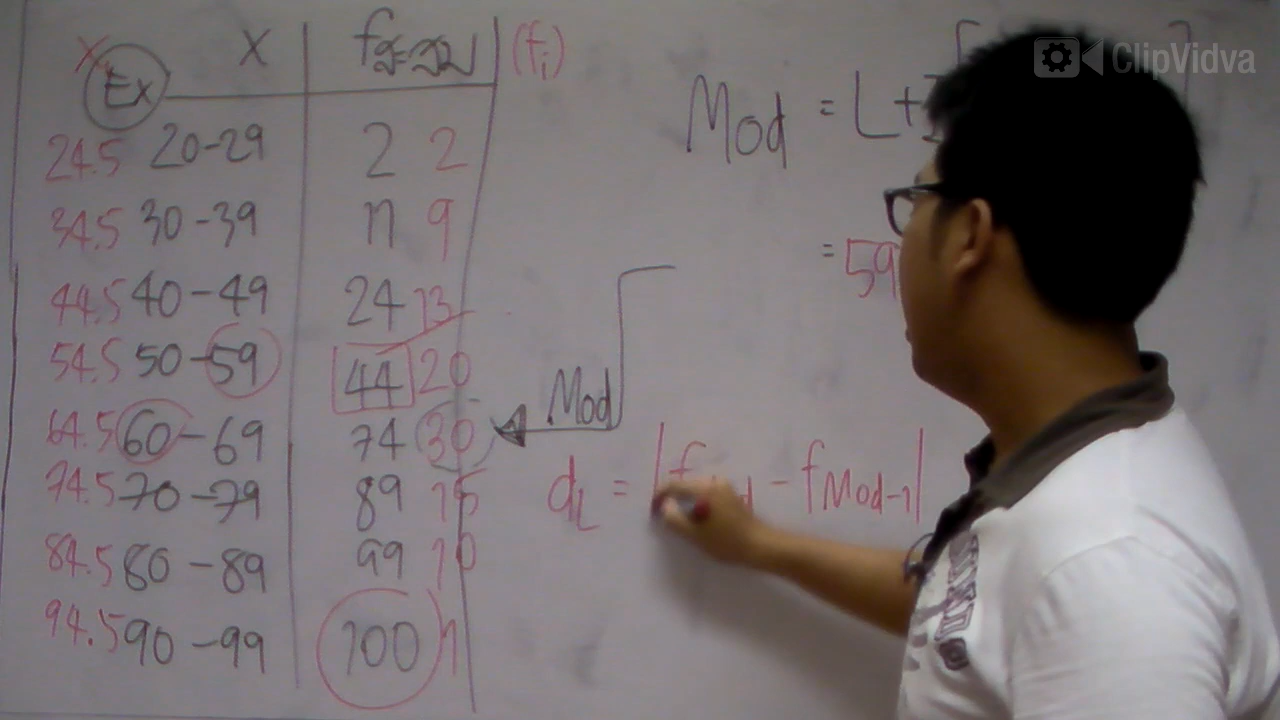 ClipVidva
xi Ex X fสะสม (fi)
24.5 20-29 2 2
34.5 30-39 11 9
44.5 40-49 24 13
54.5 50-59 44 20
64.5 60-69 74 30
74.5 70-79 89 15
84.5 80-89 99 10
94.5 90-99 100 1
Mod = L+I [ ]
= 59
Mod
dL = |f - fMod-1|